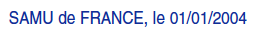 SAMU de FRANCE, le 01/01/2004